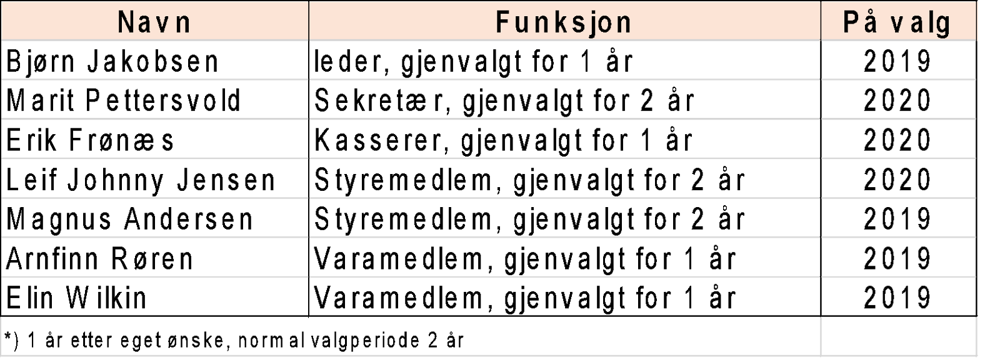 Navn Funksjon På valg
Bjørn Jakobsen leder, gjenvalgt for 1 år 2019
Marit Pettersvold Sekretær, gjenvalgt for 2 år 2020
Erik Frønæs Kasserer, gjenvalgt for 1 år 2020
Leif Johnny Jensen Styremedlem, gjenvalgt for 2 år 2020
Magnus Andersen Styremedlem, gjenvalgt for 2 år 2019
Arnfinn Røren Varamedlem, gjenvalgt for 1 år 2019
Elin Wilkin Varamedlem, gjenvalgt for 1 år 2019
*) 1 år etter eget ønske, normal valgperiode 2 år